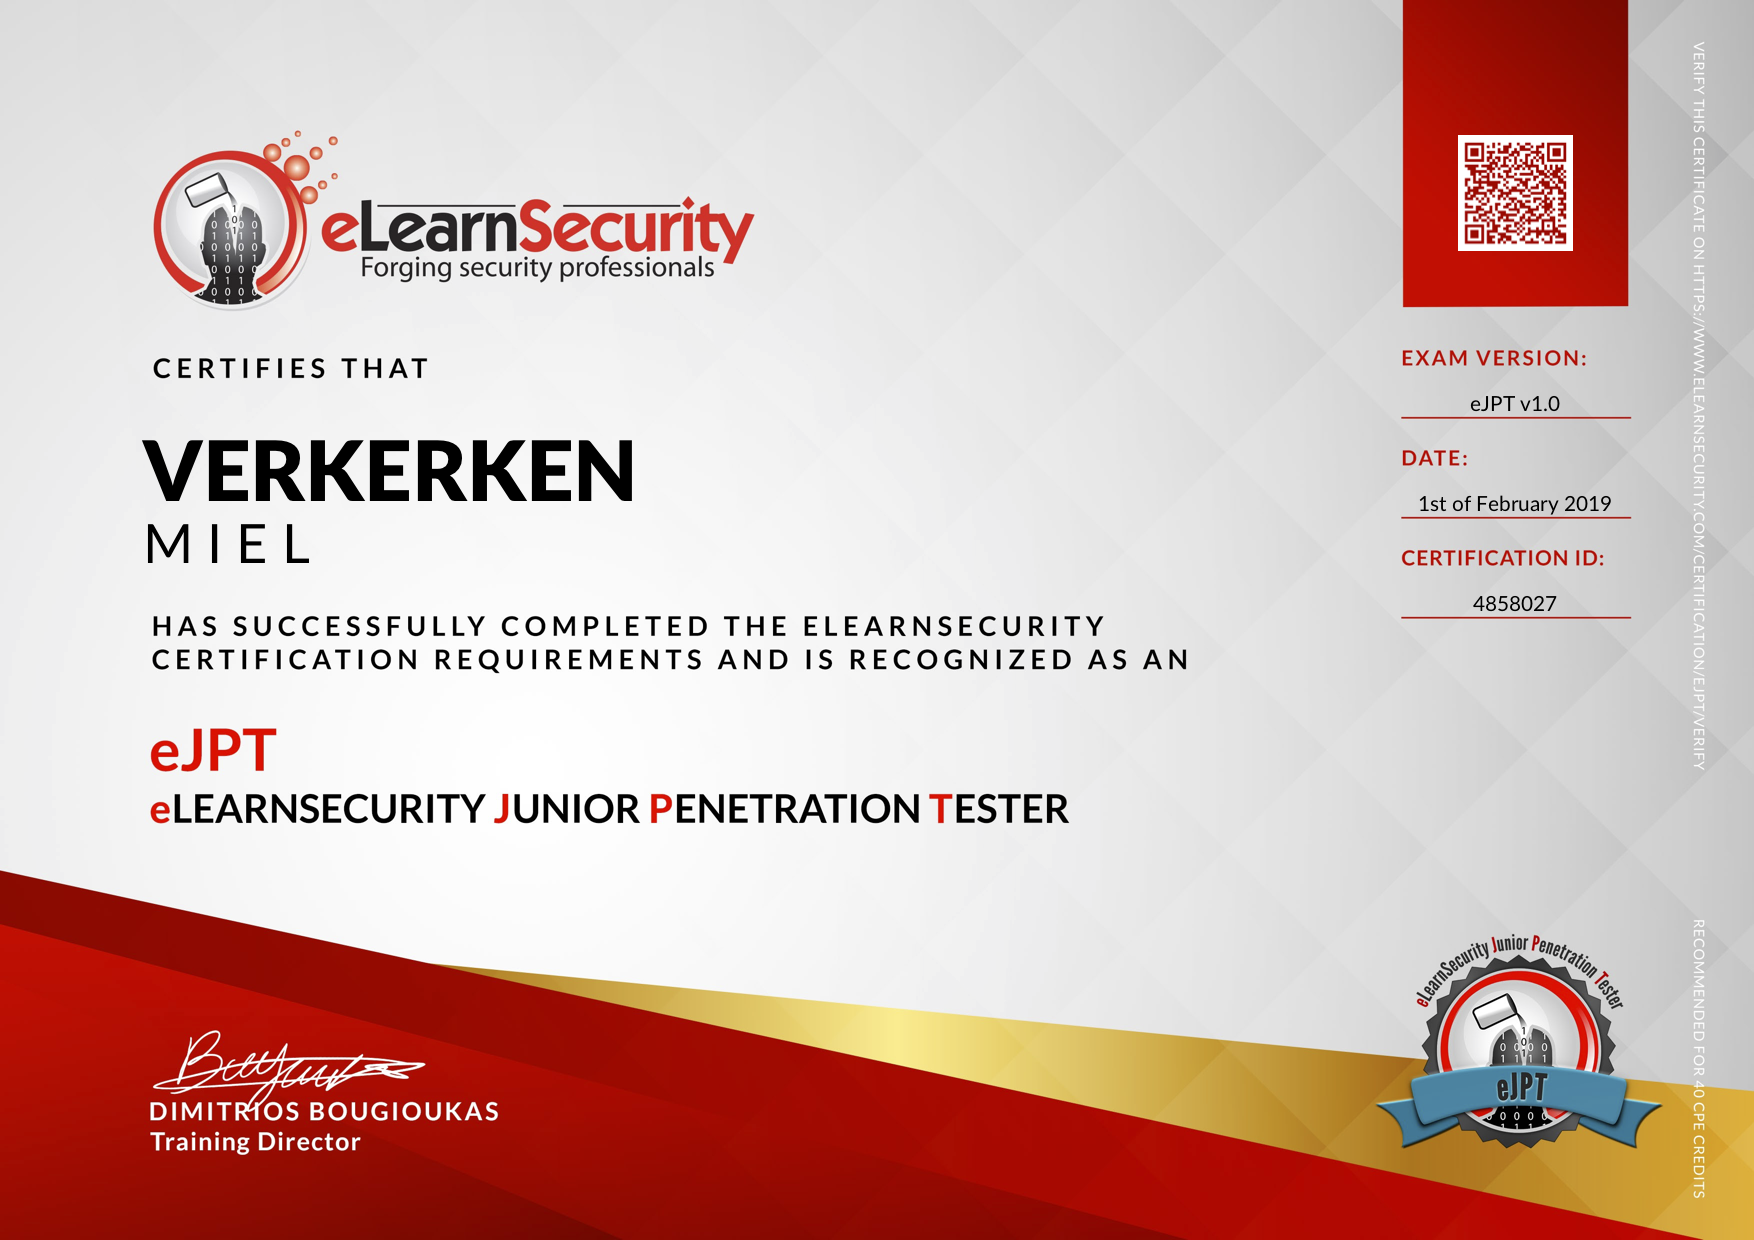 eLearnSecurity
Forging security professionals
CERTIFIES THAT
VERKERKEN
MIEL
HAS SUCCESSFULLY COMPLETED THE ELEARNSECURITY
CERTIFICATION REQUIREMENTS AND IS RECOGNIZED AS AN
eJPT
eLEARNSECURITY JUNIOR PENETRATION TESTER
DIMITRIOS BOUGIOUKAS
Training Director
EXAM VERSION:
eJPT v1.0
DATE:
1st of February 2019
CERTIFICATION ID:
4858027
eLearnSecurity Junior Penetration Tester
eJPT
VERIFY THIS CERTIFICATE ON HTTPS://WWW.ELEARNSECURITY.COM/CERTIFICATION/EJPT/VERIFY
RECOMMENDED FOR 40 CPE CREDITS